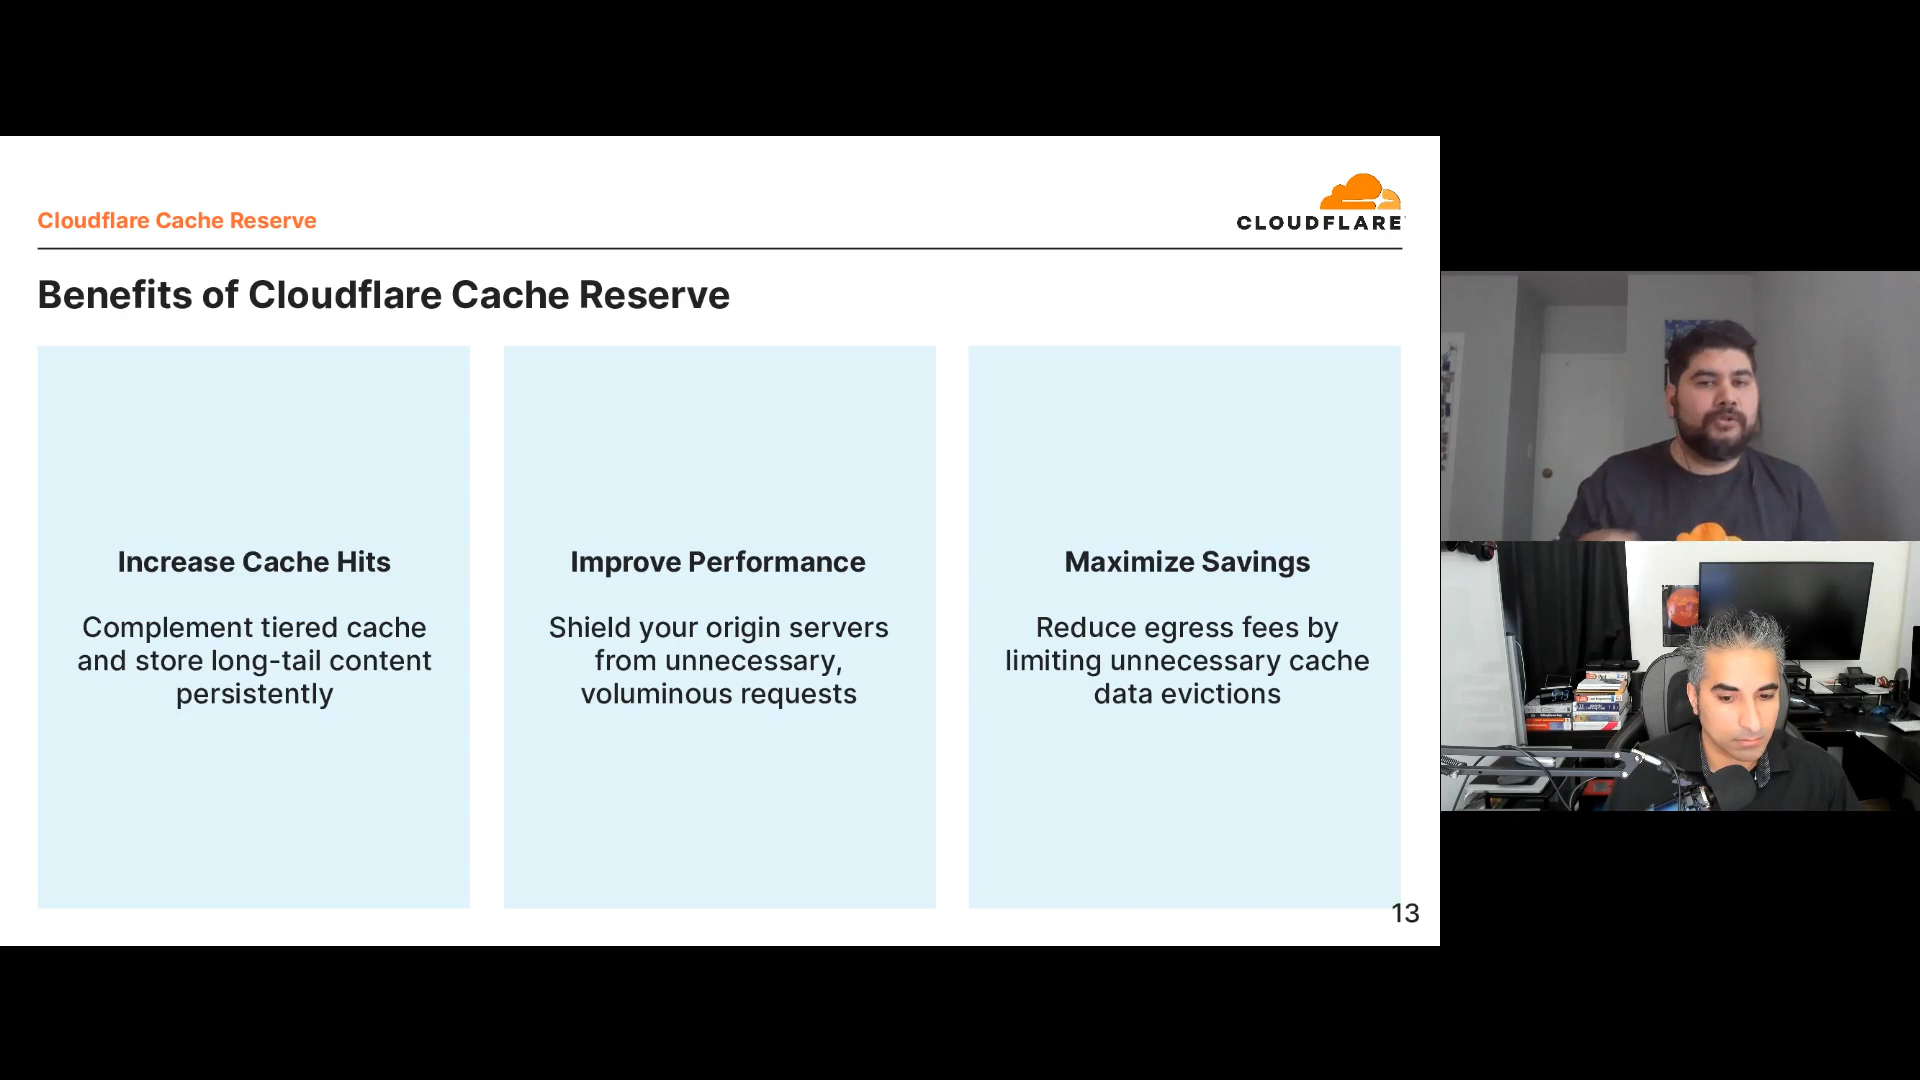 Cloudflare Cache Reserve
CLOUDFLARE
Benefits of Cloudflare Cache Reserve
Increase Cache Hits
Complement tiered cache
and store long-tail content
persistently
Improve Performance
Shield your origin servers
from unnecessary,
voluminous requests
Maximize Savings
Reduce egress fees by
limiting unnecessary cache
data evictions
13